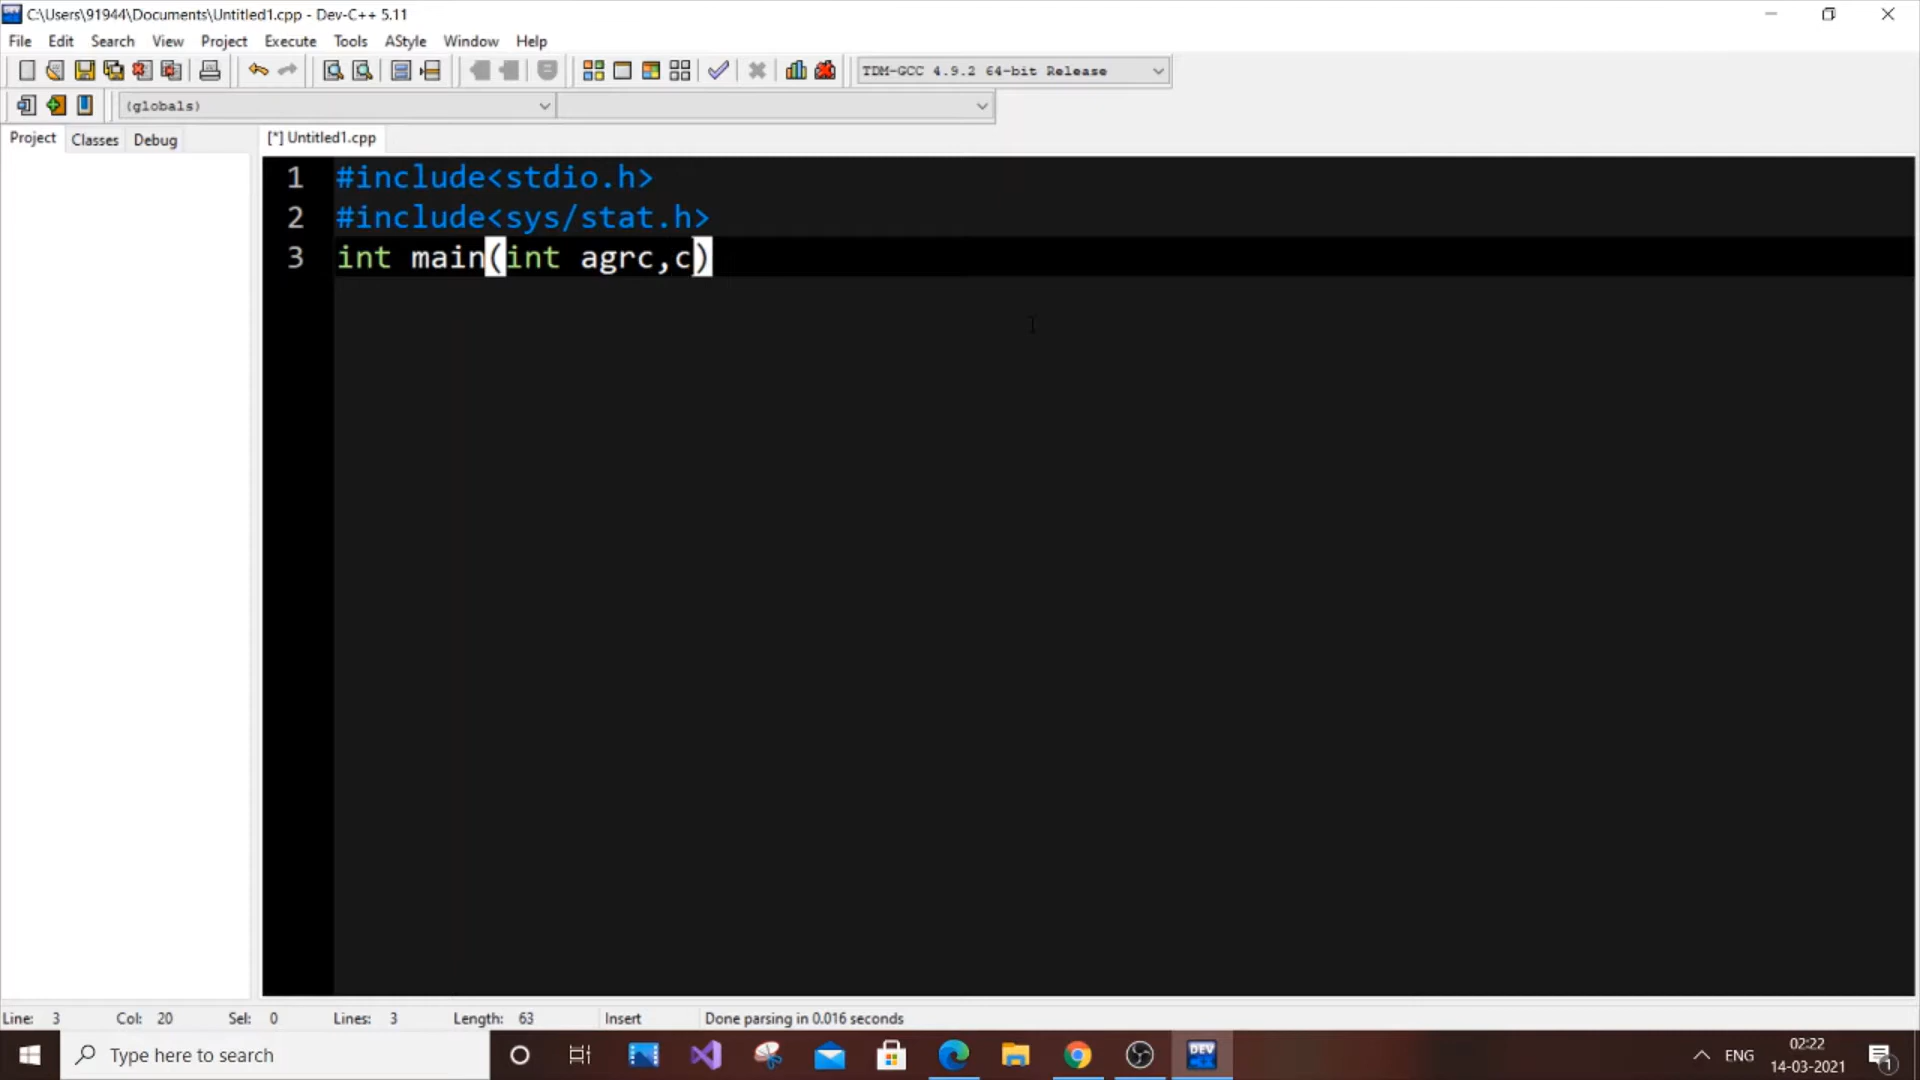 C:\Users\91944\Documents\Untitled1.cpp - Dev-C++ 5.11
File Edit Search View Project Execute Tools AStyle Window Help
TDM-GCC 4.9.2 64-bit Release
(globals)
Project Classes Debug
[*] Untitled1.cpp
1 #include<stdio.h>
2 #include<sys/stat.h>
3 int main(int agrc,c)
Line: 3 Col: 20 Sel: 0 Lines: 3 Length: 63 Insert Done parsing in 0.016 seconds
Type here to search
DEV
ENG
02:22
14-03-2021
1